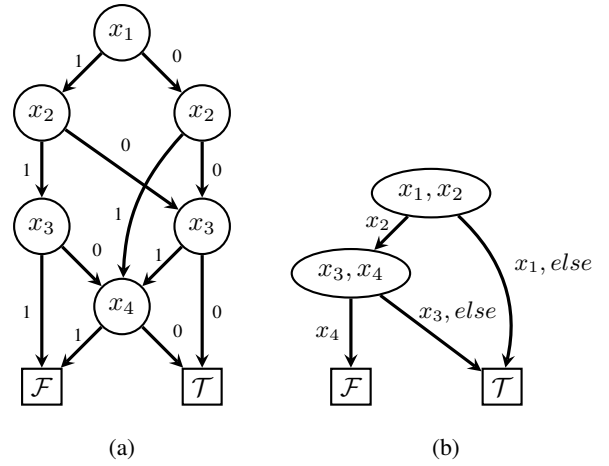 x₁
1 0
x₂ x₂
0
1 0
x₁, x₂
1
x₂
x₃ x₃
0 1
x₁, else
x₃, x₄
x₄
1 0
x₃, else
x₄
1 0
F T F T
(a) (b)